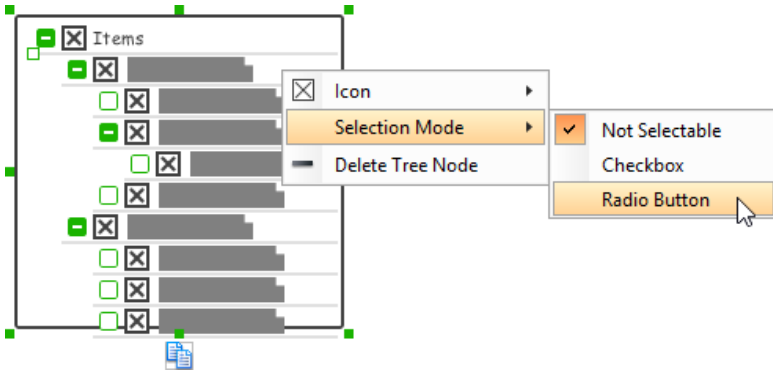 Items
Icon
Selection Mode
Delete Tree Node
Not Selectable
Checkbox
Radio Button